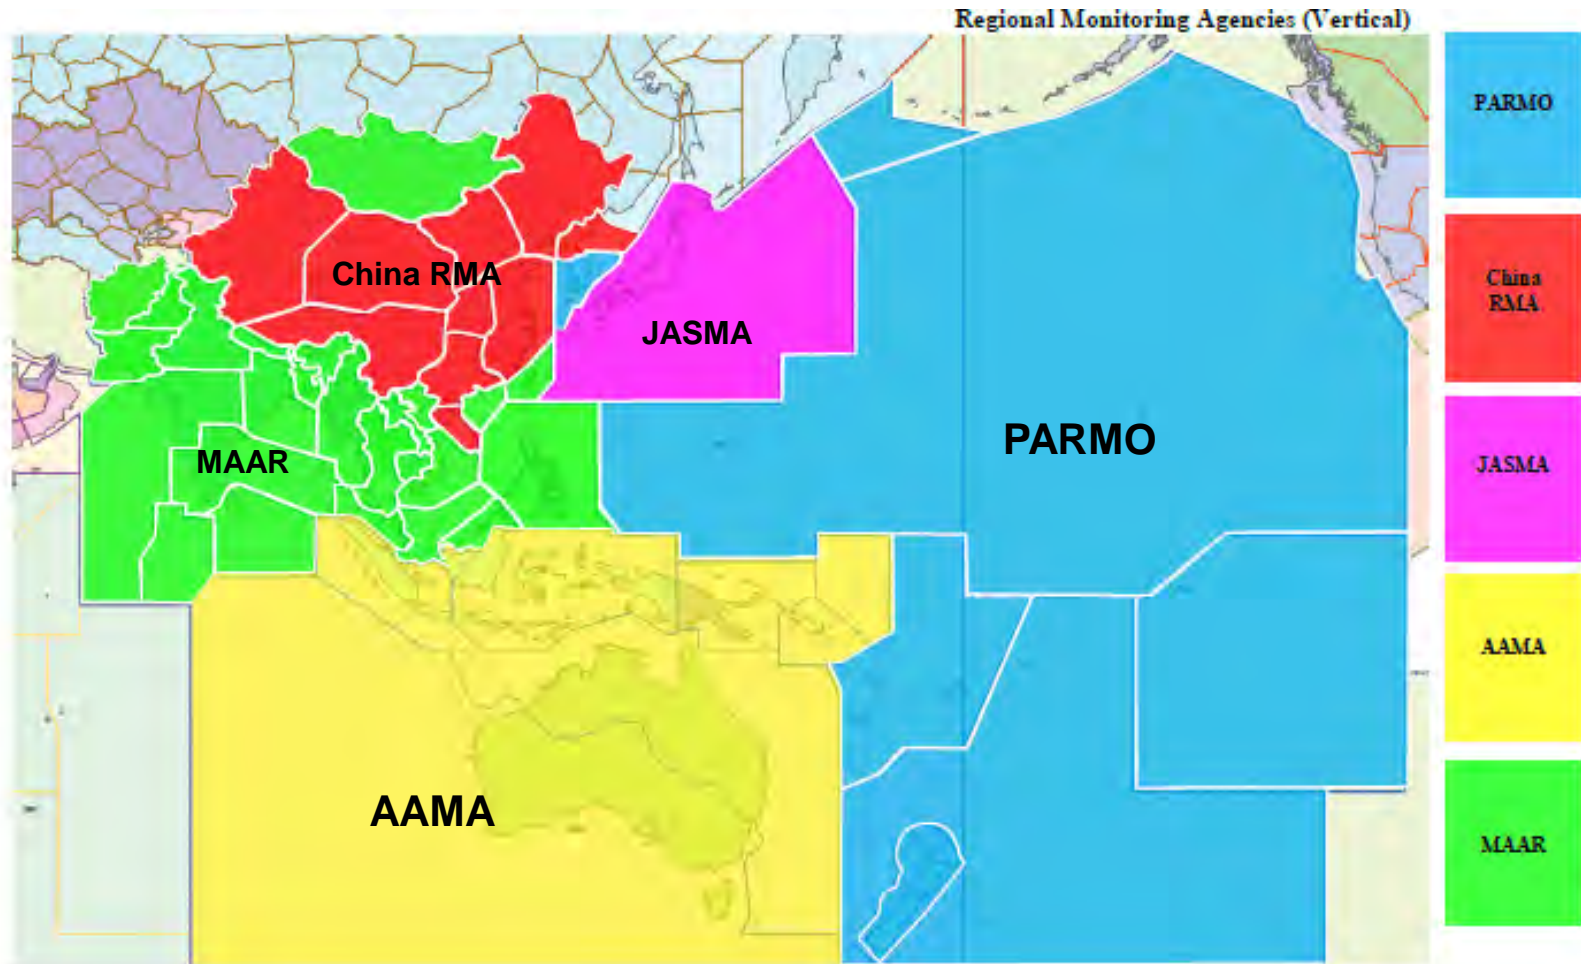 Regional Monitoring Agencies (Vertical)
PARMO
China RMA
China
RMA
JASMA
JASMA
PARMO
MAAR
AAMA
AAMA
MAAR